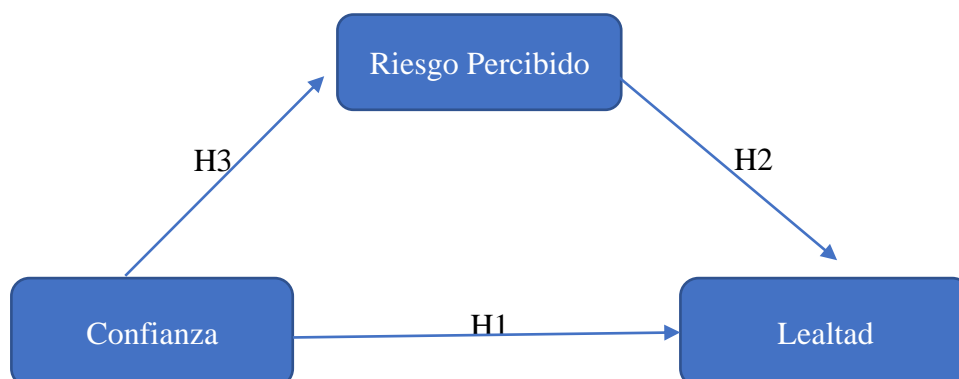 Riesgo Percibido
H3
H2
Confianza
H1
Lealtad